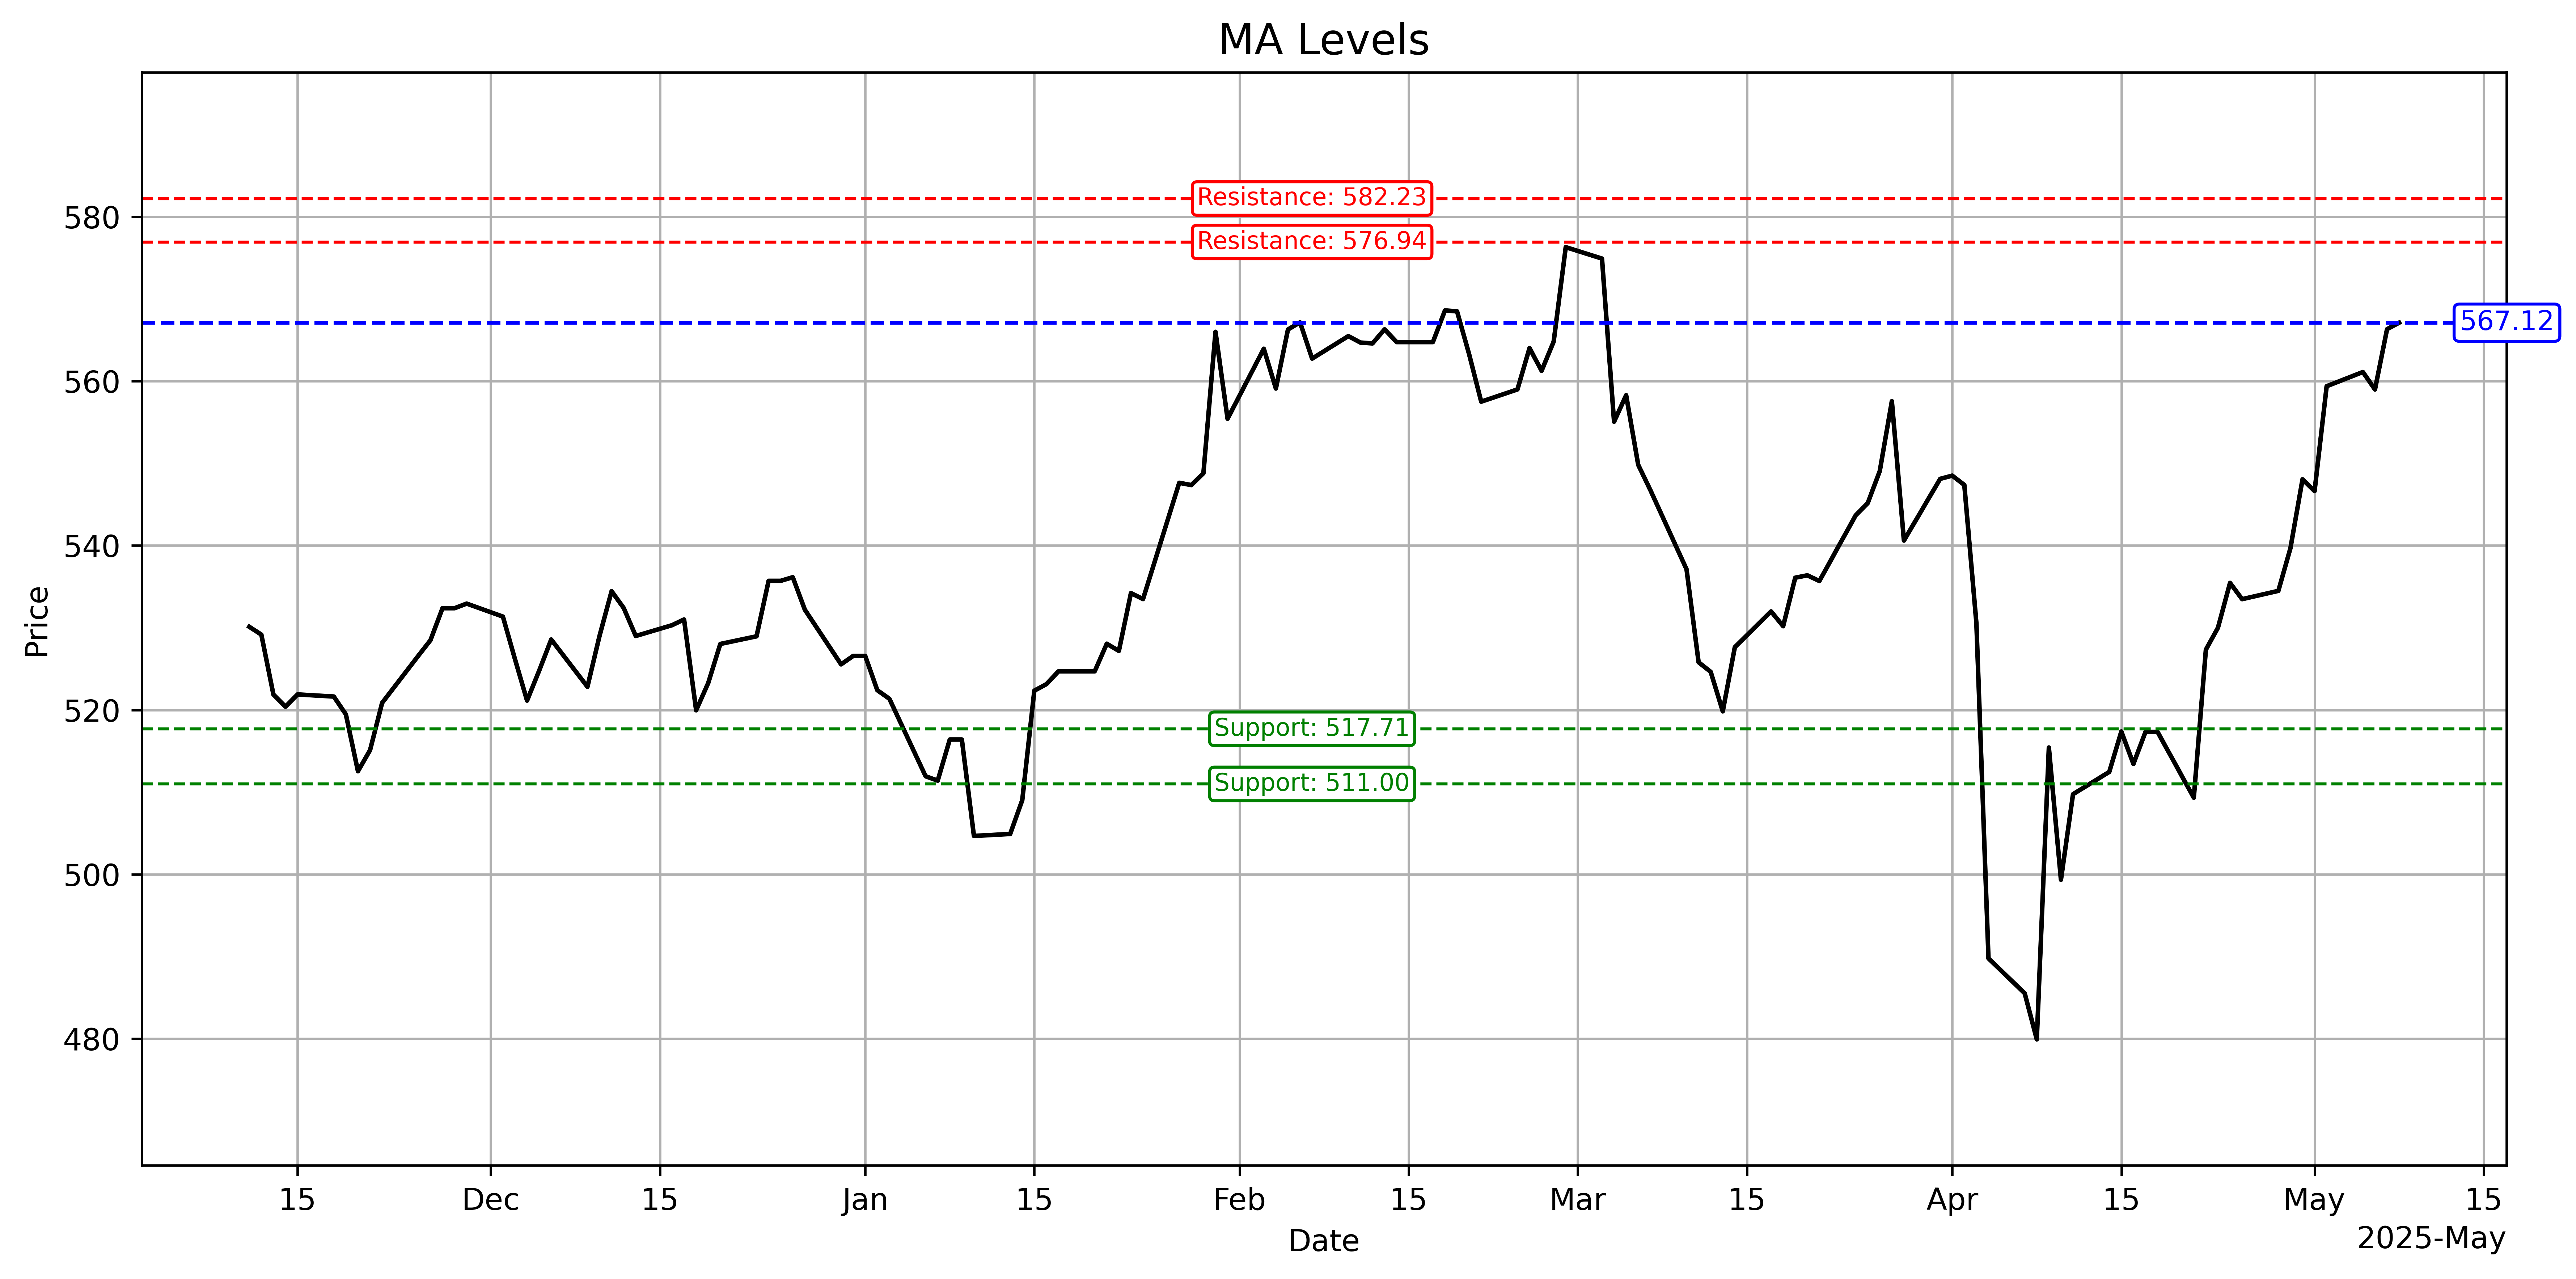 MA Levels
Resistance: 582.23
580
Resistance: 576.94
567.12
560
540
Price
520
Support: 517.71
Support: 511.00
500
480
15 Dec 15 Jan 15 Feb 15 Mar 15 Apr 15 May 15
Date
2025-May